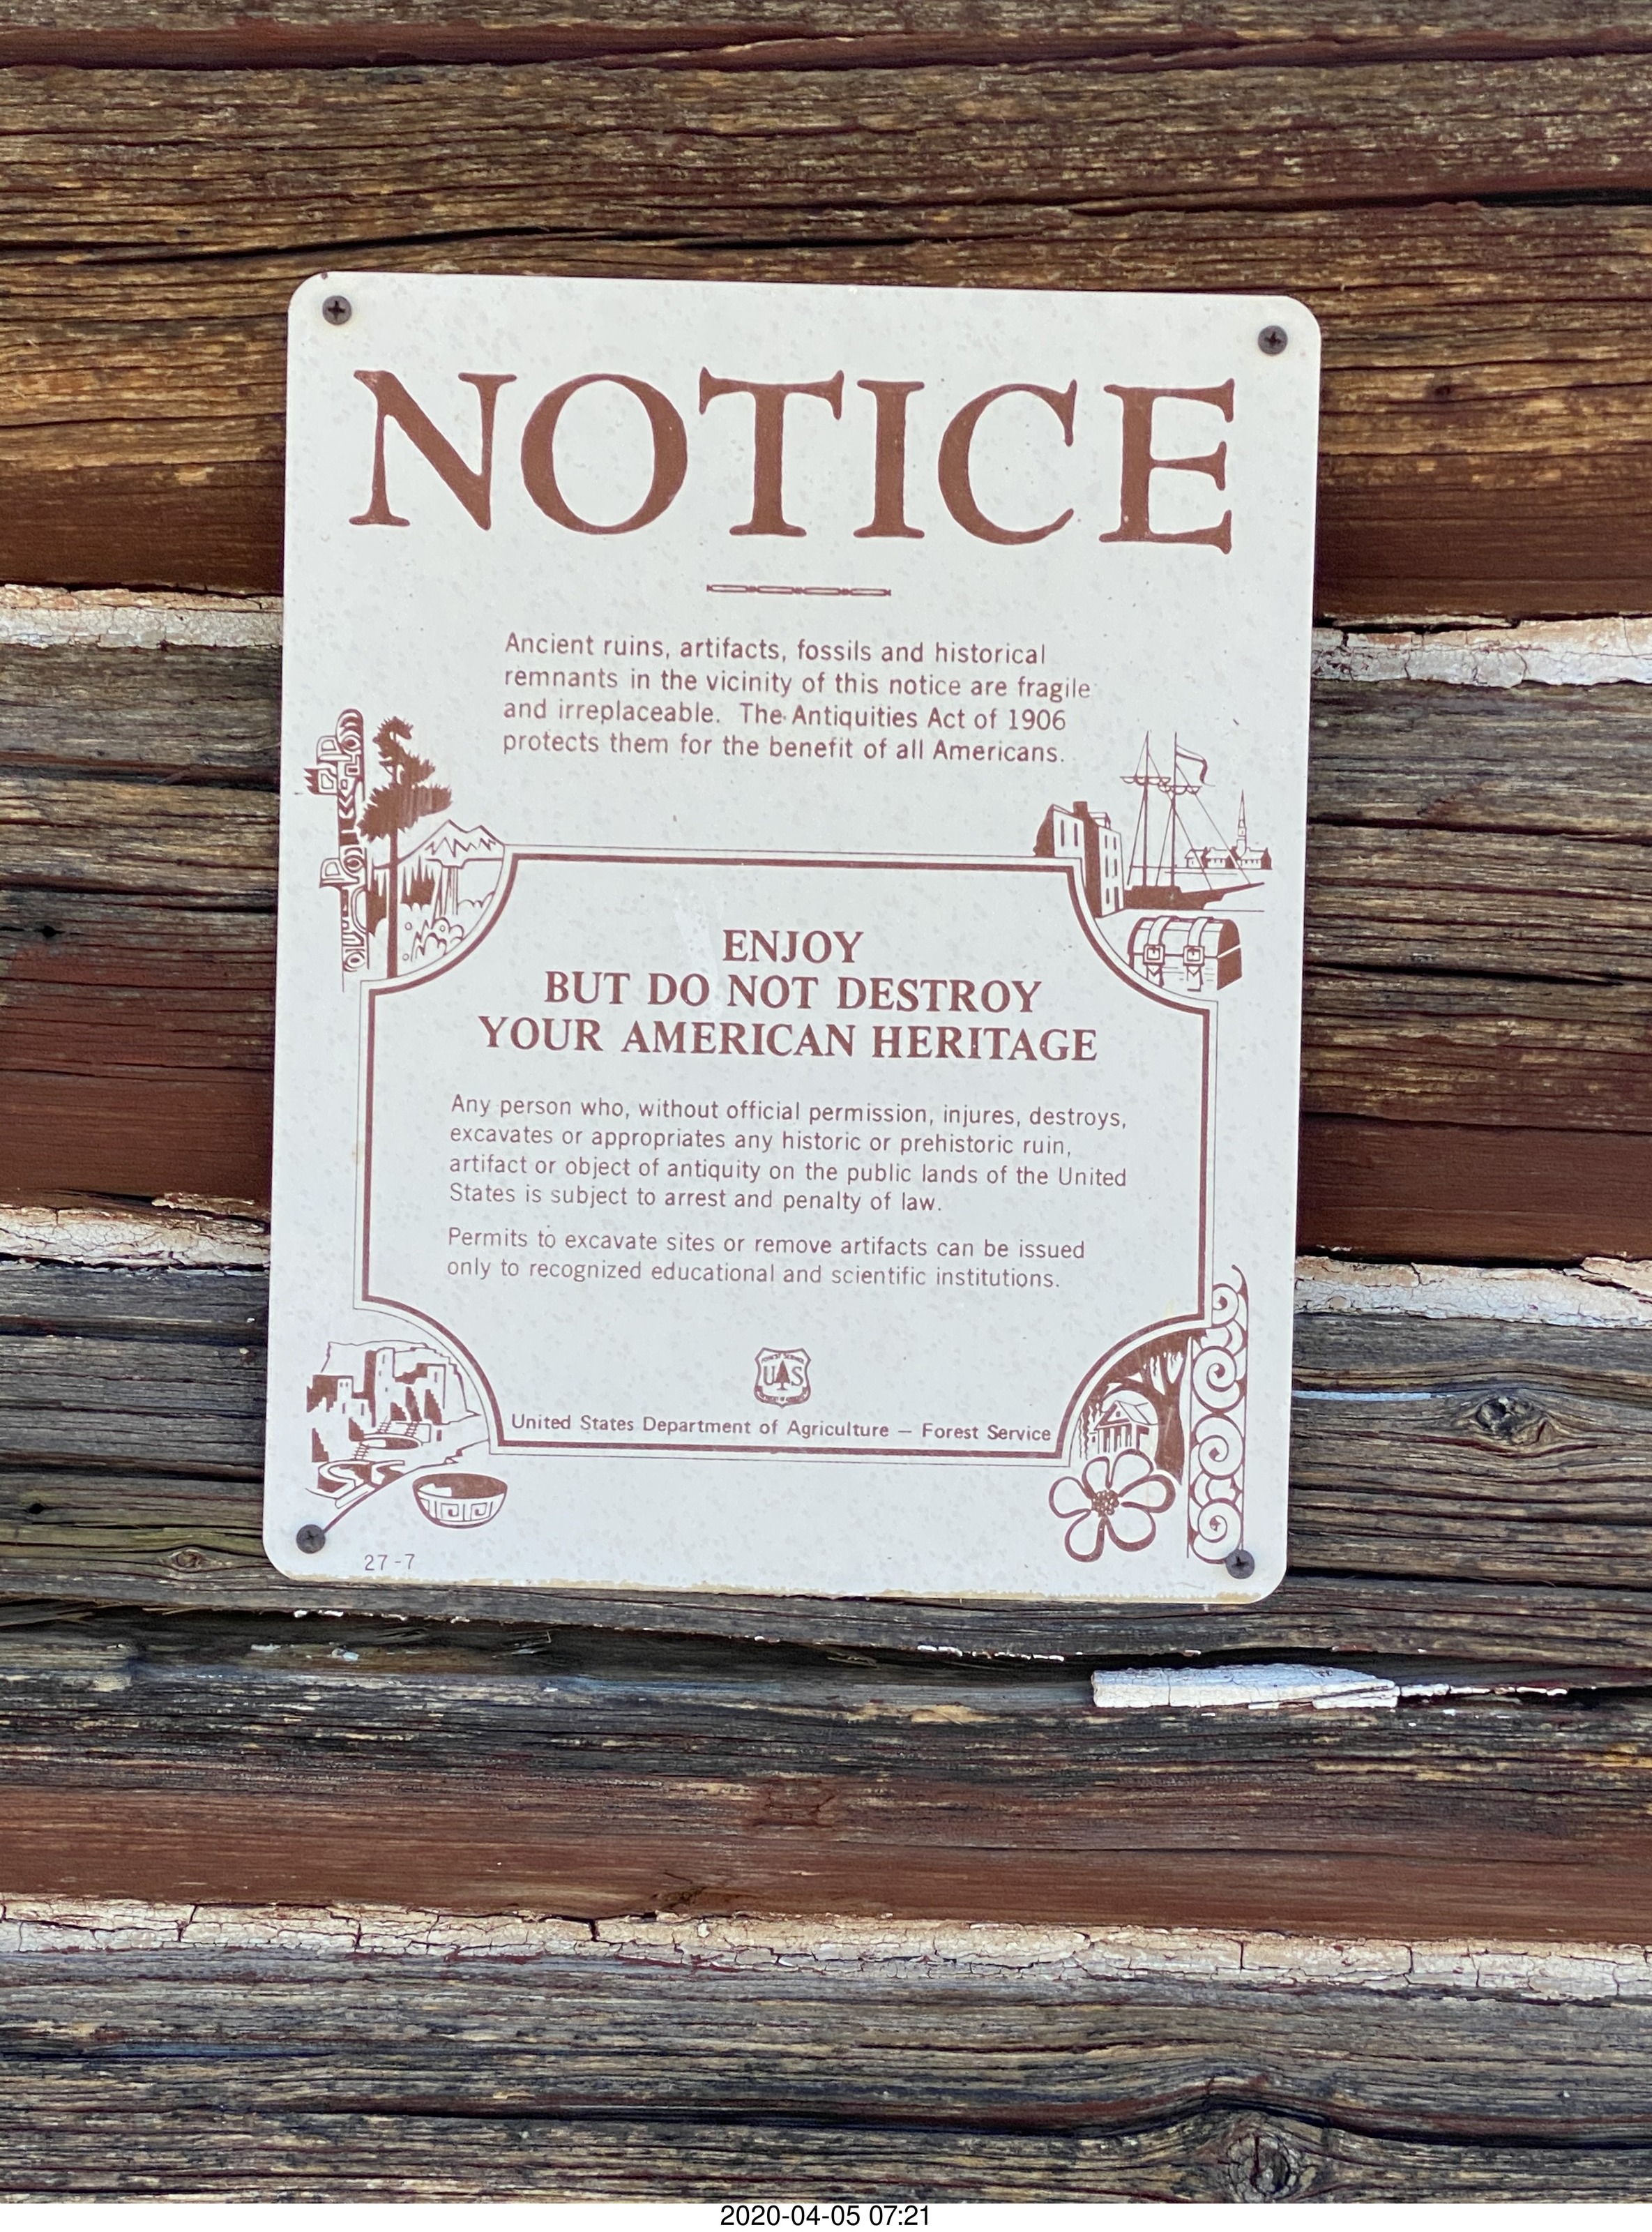 NOTICE
Ancient ruins, artifacts, fossils and historical
remnants in the vicinity of this notice are fragile
and irreplaceable. The Antiquities Act of 1906
protects them for the benefit of all Americans.
ENJOY
BUT DO NOT DESTROY
YOUR AMERICAN HERITAGE
Any person who, without official permission, injures, destroys,
excavates or appropriates any historic or prehistoric ruin,
artifact or object of antiquity on the public lands of the United
States is subject to arrest and penalty of law.
Permits to excavate sites or remove artifacts can be issued
only to recognized educational and scientific institutions.
FOREST SERVICE
U S
United States Department of Agriculture — Forest Service
27-7
2020-04-05 07:21